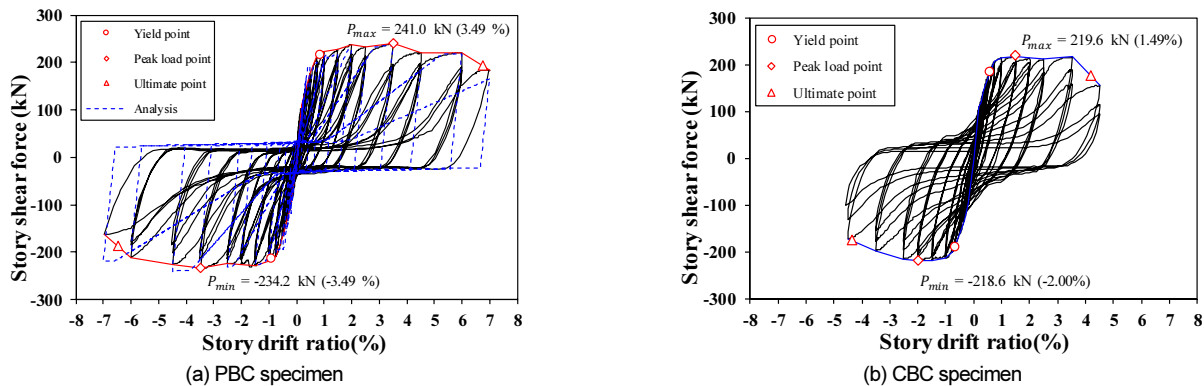 P_max = 241.0 kN (3.49 %)
Yield point
Peak load point
Ultimate point
Analysis
300
200
100
0
-100
-200
-300
Story shear force (kN)
P_min = -234.2 kN (-3.49 %)
-8 -7 -6 -5 -4 -3 -2 -1 0 1 2 3 4 5 6 7 8
Story drift ratio(%)
(a) PBC specimen
P_max = 219.6 kN (1.49%)
Yield point
Peak load point
Ultimate point
300
200
100
0
-100
-200
-300
Story shear force (kN)
P_min = -218.6 kN (-2.00%)
-8 -7 -6 -5 -4 -3 -2 -1 0 1 2 3 4 5 6 7 8
Story drift ratio(%)
(b) CBC specimen